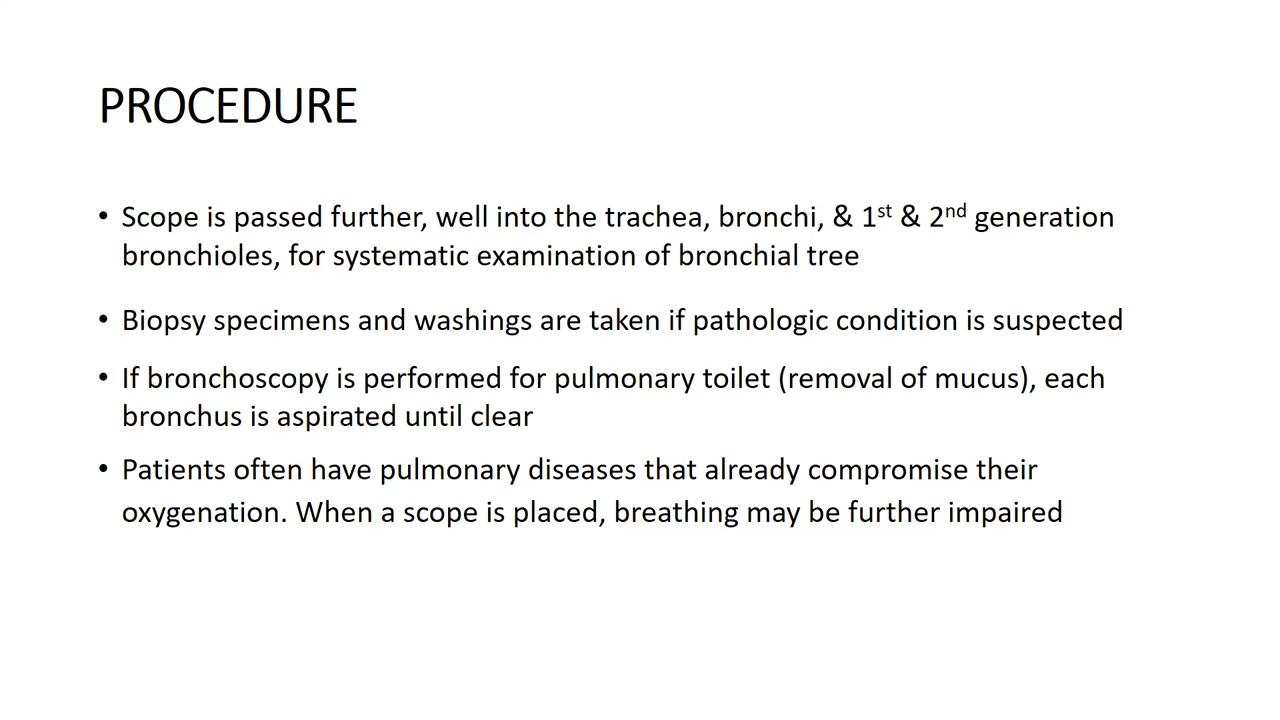 PROCEDURE
• Scope is passed further, well into the trachea, bronchi, & 1st & 2nd generation
bronchioles, for systematic examination of bronchial tree
• Biopsy specimens and washings are taken if pathologic condition is suspected
• If bronchoscopy is performed for pulmonary toilet (removal of mucus), each
bronchus is aspirated until clear
• Patients often have pulmonary diseases that already compromise their
oxygenation. When a scope is placed, breathing may be further impaired